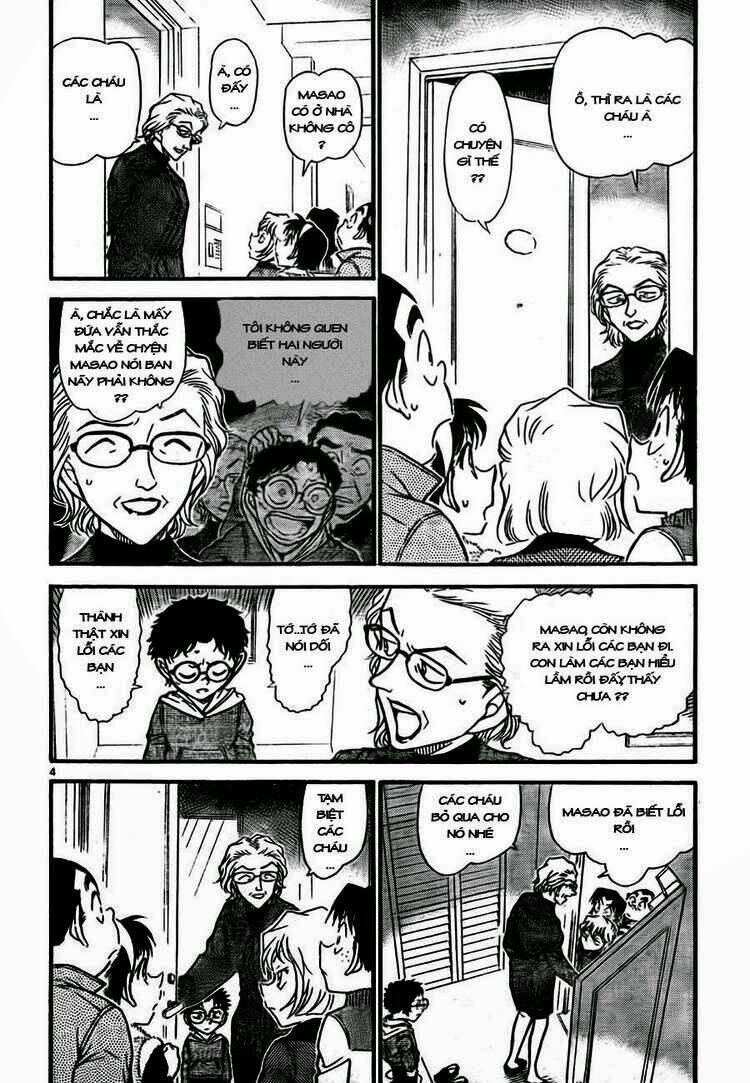 Ồ, THÌ RA LÀ CÁC
CHÁU À
...
CÓ
CHUYỆN
GÌ THẾ
??
MASAO
CÓ Ở NHÀ
KHÔNG CÔ
?
À, CÓ
ĐẤY
...
CÁC CHÁU
LÀ
...
TÔI KHÔNG QUEN
BIẾT HAI NGƯỜI
NÀY
...
À, CHẮC LÀ MẤY
ĐỨA VẪN THẮC
MẮC VỀ CHYỆN
MASAO NÓI BAN
NÃY PHẢI KHÔNG
??
MASAO, CÒN KHÔNG
RA XIN LỖI CÁC BẠN ĐI.
CON LÀM CÁC BẠN HIỂU
LẦM RỒI ĐẤY,THẤY
CHƯA ??
TỚ...TỚ ĐÃ
NÓI DỐI
...
THÀNH
THẬT XIN
LỖI CÁC
BẠN
...
4
MASAO ĐÃ BIẾT LỖI
RỒI
...
CÁC CHÁU
BỎ QUA CHO
NÓ NHÉ
...
TẠM
BIỆT
CÁC
CHÁU
...